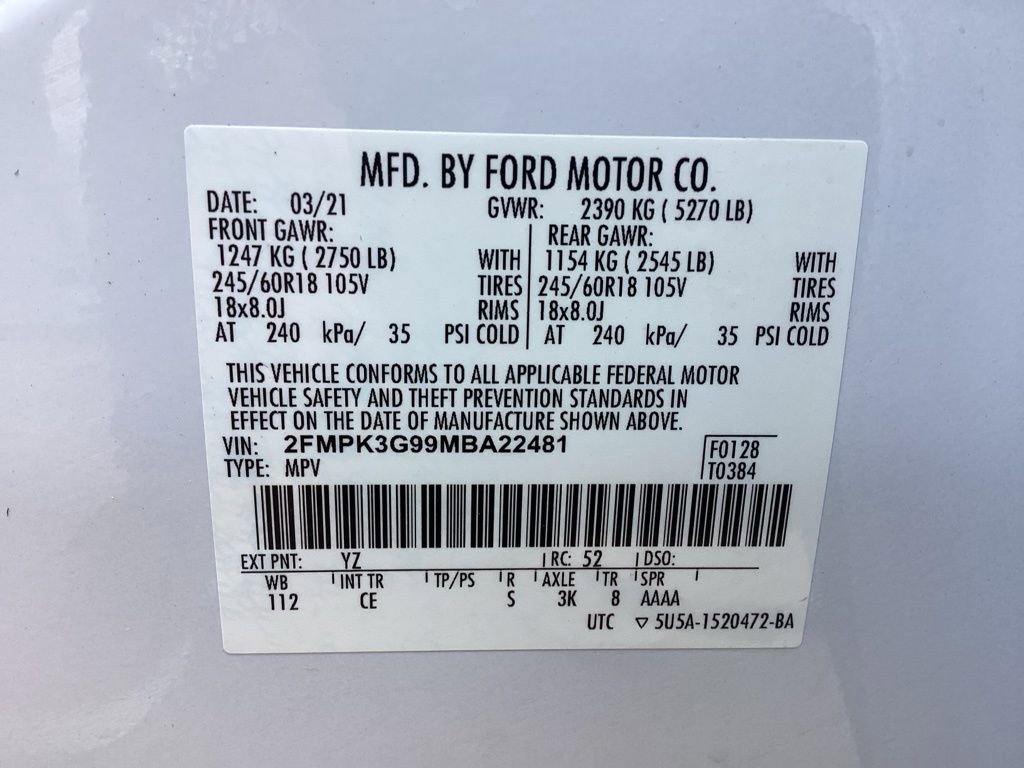 MFD. BY FORD MOTOR CO.
DATE: 03/21 GVWR: 2390 KG ( 5270 LB)
FRONT GAWR: REAR GAWR:
1247 KG ( 2750 LB) WITH 1154 KG ( 2545 LB) WITH
245/60R18 105V TIRES 245/60R18 105V TIRES
18x8.0J RIMS 18x8.0J RIMS
AT 240 kPa/ 35 PSI COLD AT 240 kPa/ 35 PSI COLD
THIS VEHICLE CONFORMS TO ALL APPLICABLE FEDERAL MOTOR
VEHICLE SAFETY AND THEFT PREVENTION STANDARDS IN
EFFECT ON THE DATE OF MANUFACTURE SHOWN ABOVE.
VIN: 2FMPK3G99MBA22481 F0128
TYPE: MPV T0384
EXT PNT: YZ RC: 52 DSO:
WB INT TR TP/PS R AXLE TR SPR
112 CE S 3K 8 AAAA
UTC ▽ 5U5A-1520472-BA